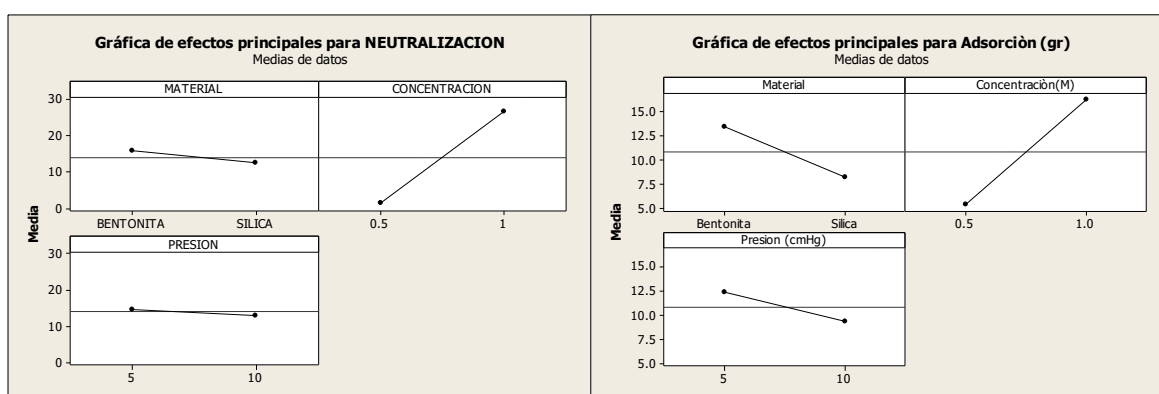 Gráfica de efectos principales para NEUTRALIZACION
Medias de datos
MATERIAL CONCENTRACION
30
20
10
0
BENTONITA SILICA 0.5 1
PRESION
30
20
10
0
5 10
Media
Gráfica de efectos principales para Adsorciòn (gr)
Medias de datos
Material Concentraciòn(M)
15.0
12.5
10.0
7.5
5.0
Bentonita Silica 0.5 1.0
Presion (cmHg)
15.0
12.5
10.0
7.5
5.0
5 10
Media